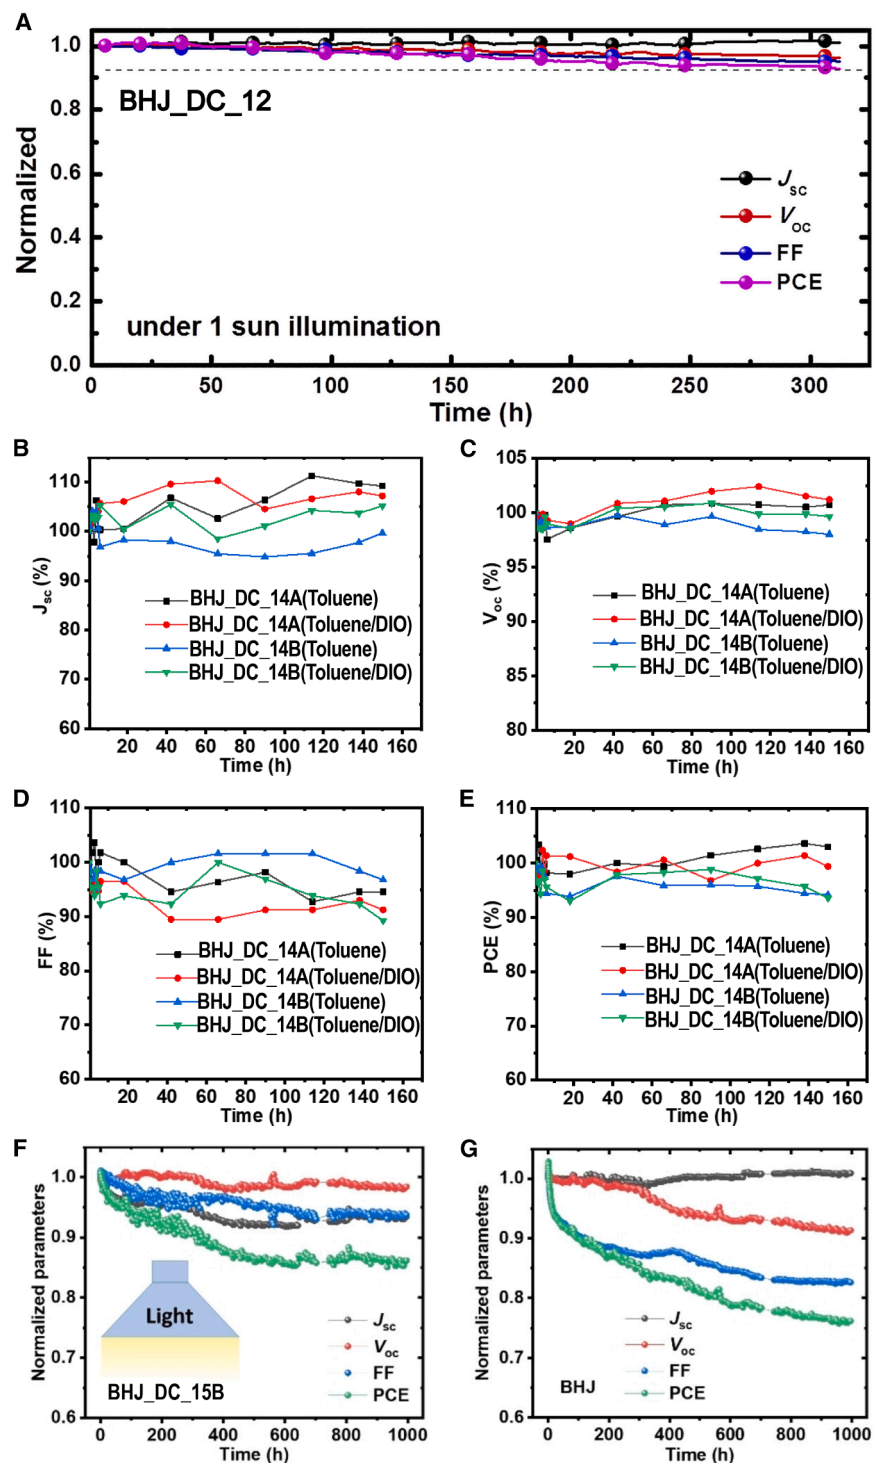 A
1.0
0.8
0.6
0.4
0.2
0.0
Normalized
BHJ_DC_12
Jsc
Voc
FF
PCE
under 1 sun illumination
0 50 100 150 200 250 300
Time (h)
B
110
105
100
95
90
85
80
60
Jsc (%)
BHJ_DC_14A(Toluene)
BHJ_DC_14A(Toluene/DIO)
BHJ_DC_14B(Toluene)
BHJ_DC_14B(Toluene/DIO)
20 40 60 80 100 120 140 160
Time (h)
C
105
100
95
90
85
80
Voc (%)
BHJ_DC_14A(Toluene)
BHJ_DC_14A(Toluene/DIO)
BHJ_DC_14B(Toluene)
BHJ_DC_14B(Toluene/DIO)
0 20 40 60 80 100 120 140 160
Time (h)
D
110
100
95
90
80
70
60
FF (%)
BHJ_DC_14A(Toluene)
BHJ_DC_14A(Toluene/DIO)
BHJ_DC_14B(Toluene)
BHJ_DC_14B(Toluene/DIO)
20 40 60 80 100 120 140 160
Time (h)
E
110
105
100
95
90
85
80
60
PCE (%)
BHJ_DC_14A(Toluene)
BHJ_DC_14A(Toluene/DIO)
BHJ_DC_14B(Toluene)
BHJ_DC_14B(Toluene/DIO)
0 20 40 60 80 100 120 140 160
Time (h)
F
1.0
0.9
0.8
0.7
0.6
Normalized parameters
Light
BHJ_DC_15B
Jsc
Voc
FF
PCE
0 200 400 600 800 1000
Time (h)
G
1.0
0.9
0.8
0.7
0.6
Normalized parameters
BHJ
Jsc
Voc
FF
PCE
0 200 400 600 800 1000
Time (h)